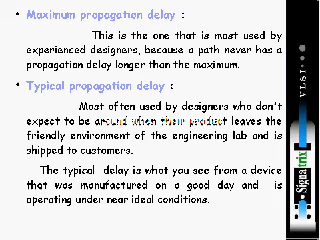 • Maximum propagation delay :
This is the one that is most used by
experienced designers, because a path never has a
propagation delay longer than the maximum.
• Typical propagation delay :
Most often used by designers who don't
expect to be around when their product leaves the
friendly environment of the engineering lab and is
shipped to customers.
The typical delay is what you see from a device
that was manufactured on a good day and is
operating under near ideal conditions.
VLSI
Signatrix